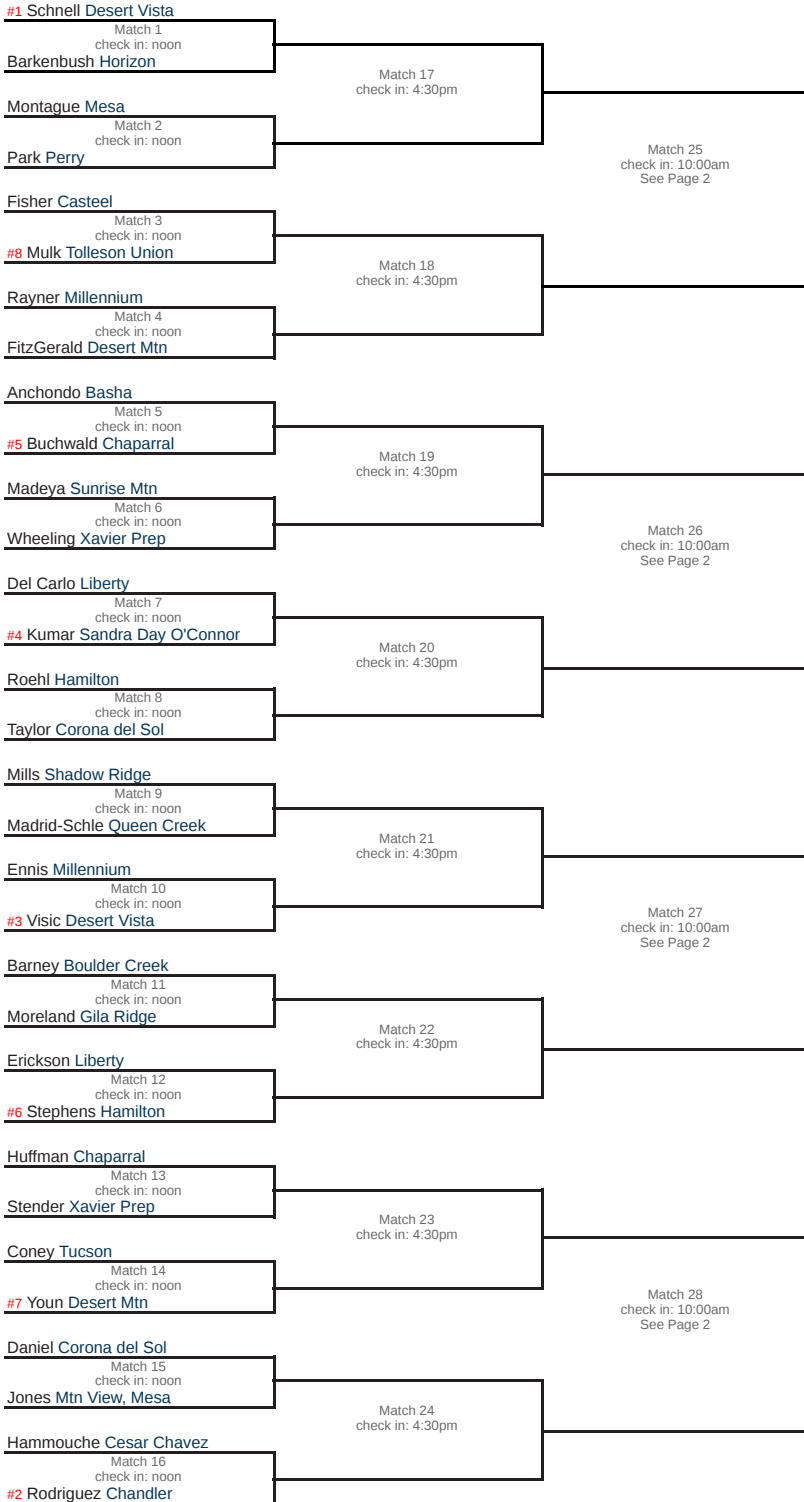 #1 Schnell Desert Vista
Match 1
check in: noon
Barkenbush Horizon
Match 17
check in: 4:30pm
Montague Mesa
Match 2
check in: noon
Park Perry
Match 25
check in: 10:00am
See Page 2
Fisher Casteel
Match 3
check in: noon
#8 Mulk Tolleson Union
Match 18
check in: 4:30pm
Rayner Millennium
Match 4
check in: noon
FitzGerald Desert Mtn
Anchondo Basha
Match 5
check in: noon
#5 Buchwald Chaparral
Match 19
check in: 4:30pm
Madeya Sunrise Mtn
Match 6
check in: noon
Wheeling Xavier Prep
Match 26
check in: 10:00am
See Page 2
Del Carlo Liberty
Match 7
check in: noon
#4 Kumar Sandra Day O'Connor
Match 20
check in: 4:30pm
Roehl Hamilton
Match 8
check in: noon
Taylor Corona del Sol
Mills Shadow Ridge
Match 9
check in: noon
Madrid-Schle Queen Creek
Match 21
check in: 4:30pm
Ennis Millennium
Match 10
check in: noon
#3 Visic Desert Vista
Match 27
check in: 10:00am
See Page 2
Barney Boulder Creek
Match 11
check in: noon
Moreland Gila Ridge
Match 22
check in: 4:30pm
Erickson Liberty
Match 12
check in: noon
#6 Stephens Hamilton
Huffman Chaparral
Match 13
check in: noon
Stender Xavier Prep
Match 23
check in: 4:30pm
Coney Tucson
Match 14
check in: noon
#7 Youn Desert Mtn
Match 28
check in: 10:00am
See Page 2
Daniel Corona del Sol
Match 15
check in: noon
Jones Mtn View, Mesa
Match 24
check in: 4:30pm
Hammouche Cesar Chavez
Match 16
check in: noon
#2 Rodriguez Chandler